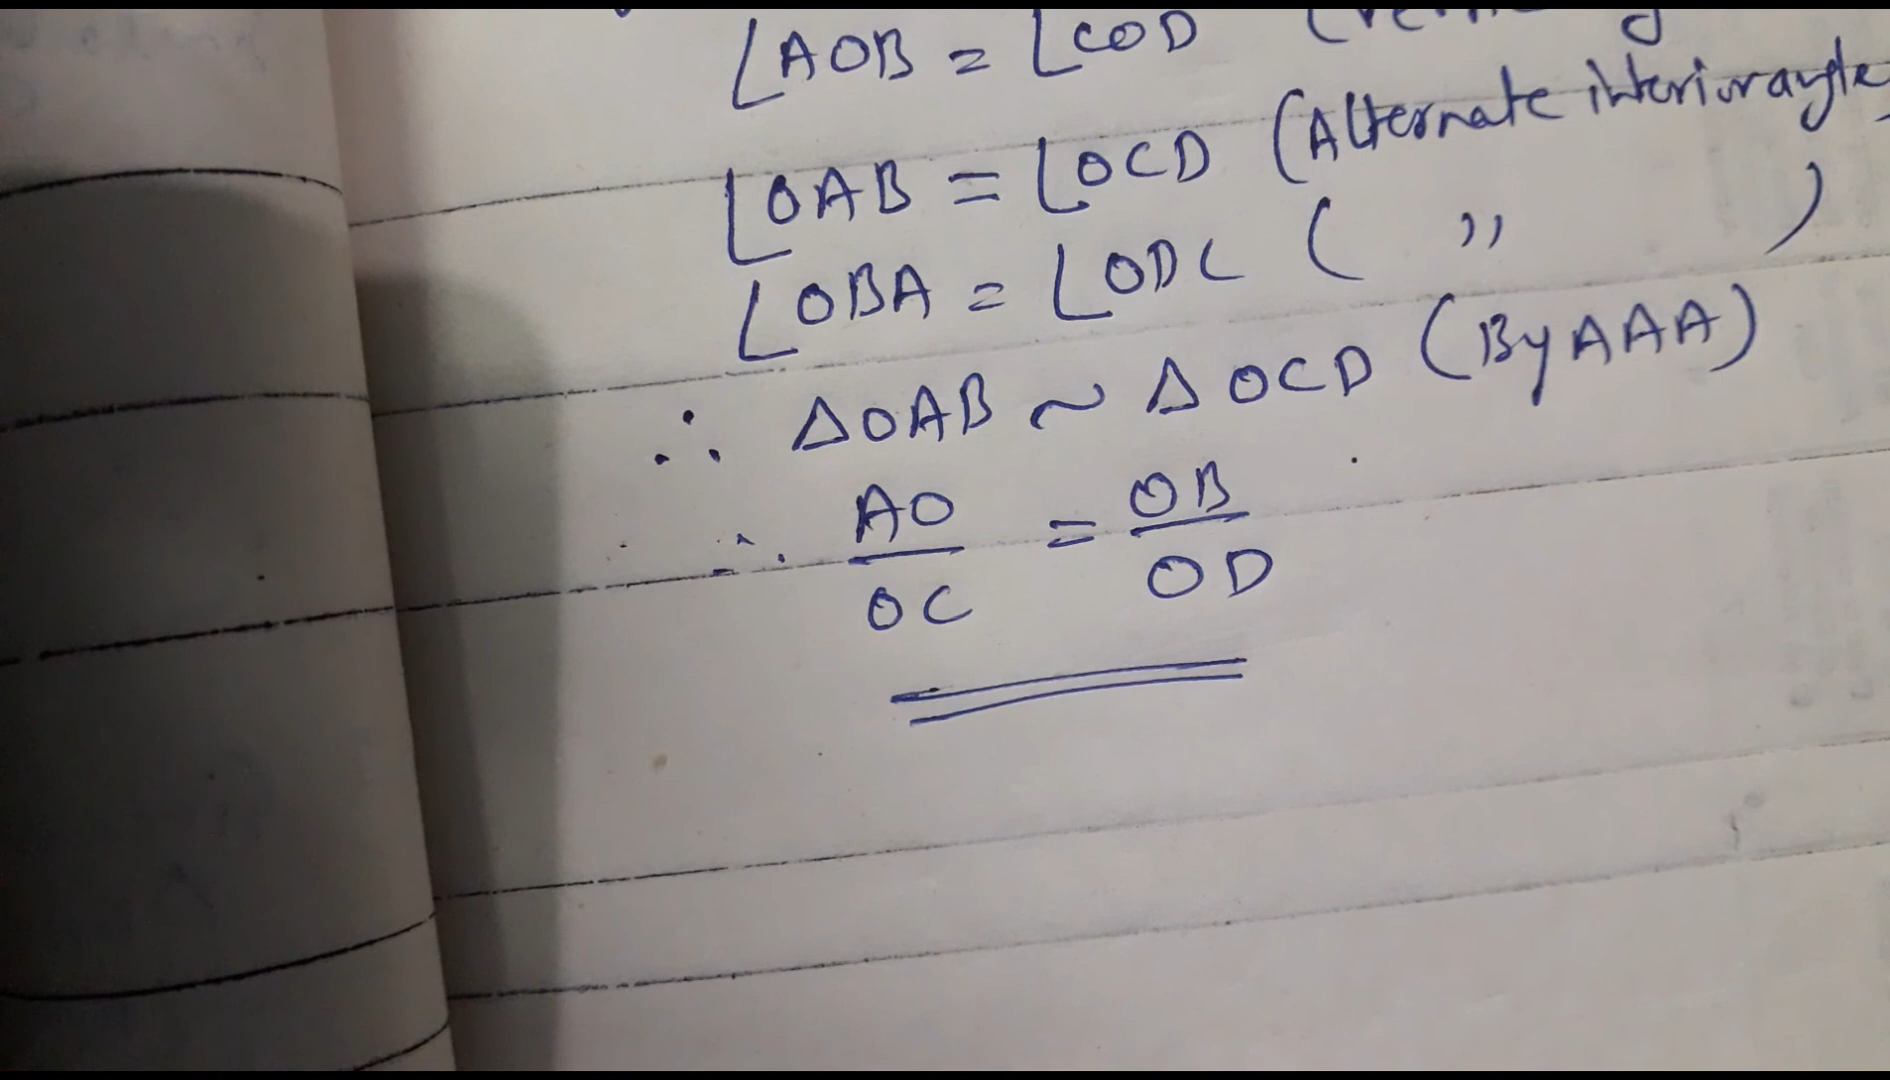 ∠AOB = ∠COD (
∠OAB = ∠OCD (Alternate interior angle
∠OBA = ∠ODC ( " )
∴ ΔOAB ~ ΔOCD (By AAA)
∴ AO/OC = OB/OD